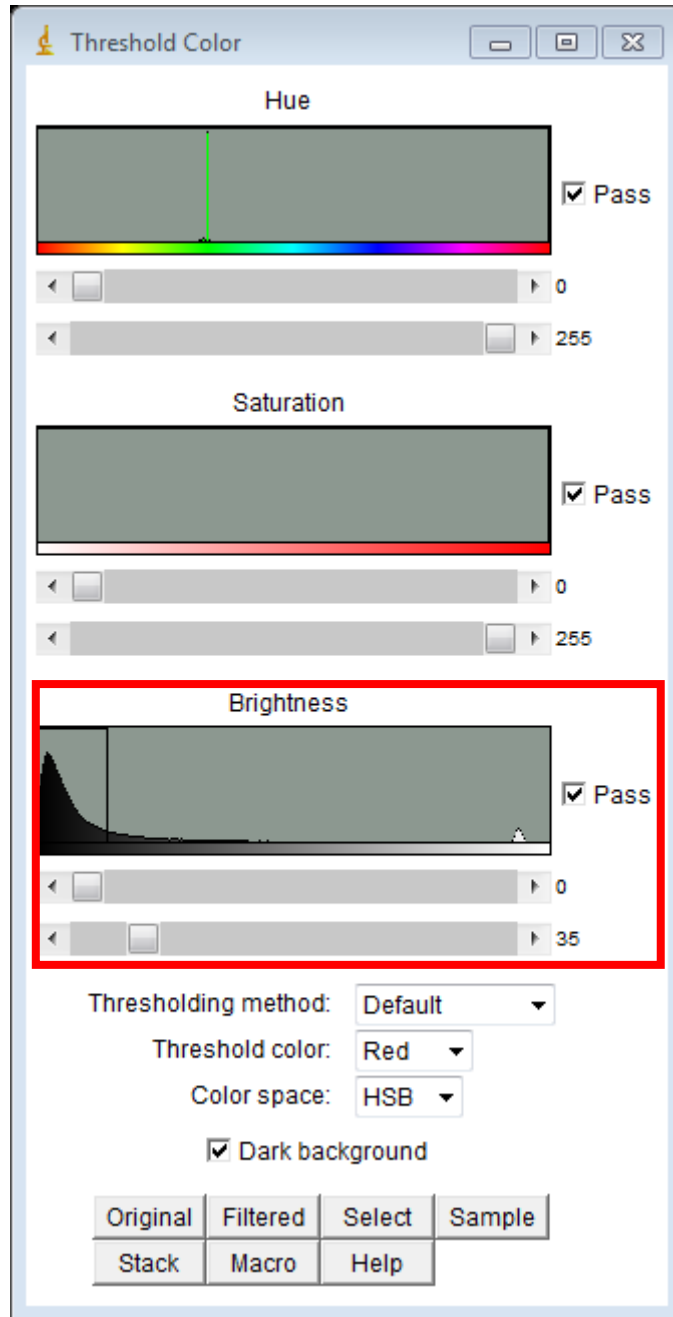 Threshold Color
Hue
Pass
0
255
Saturation
Pass
0
255
Brightness
Pass
0
35
Thresholding method: Default
Threshold color: Red
Color space: HSB
Dark background
Original Filtered Select Sample
Stack Macro Help